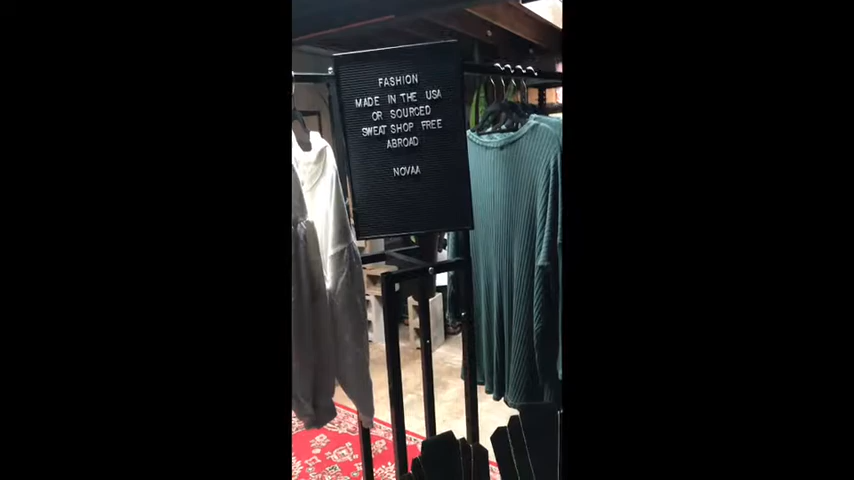 FASHION
MADE IN THE USA
OR SOURCED
SWEAT SHOP FREE
ABROAD
NOVAA